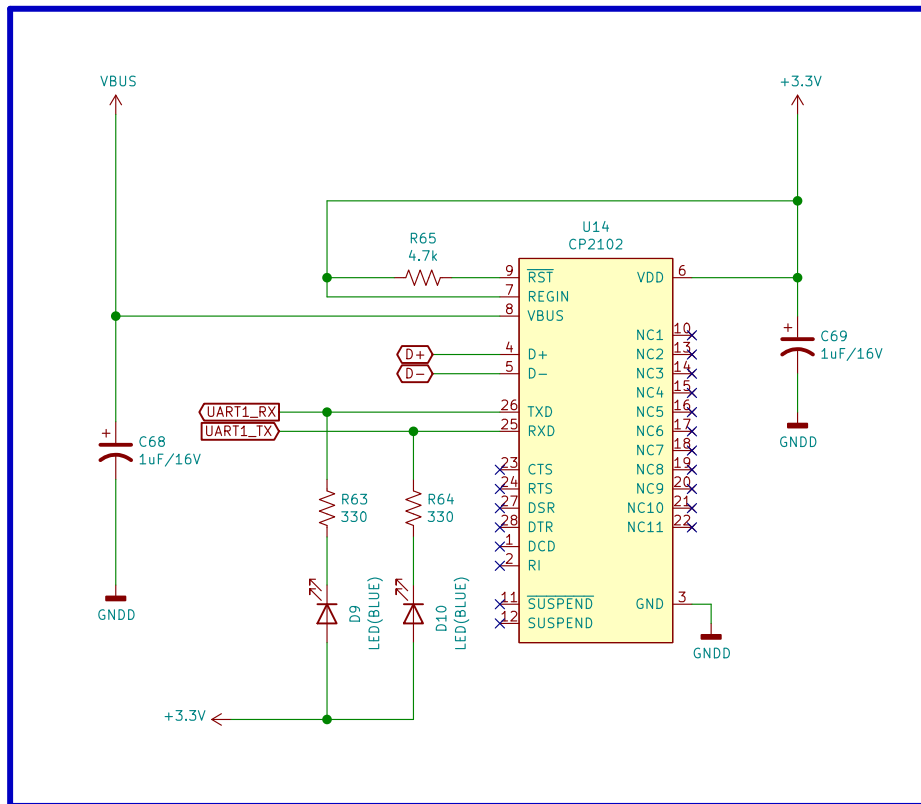 VBUS
+3.3V
U14
CP2102
R65
4.7k
9 RST
7 REGIN
8 VBUS
4 D+
5 D-
26 TXD
25 RXD
23 CTS
24 RTS
27 DSR
28 DTR
1 DCD
2 RI
11 SUSPEND
12 SUSPEND
VDD 6
NC1 10
NC2 13
NC3 14
NC4 15
NC5 16
NC6 17
NC7 18
NC8 19
NC9 20
NC10 21
NC11 22
GND 3
D+
D-
UART1_RX
UART1_TX
+
C69
1uF/16V
GNDD
+
C68
1uF/16V
GNDD
R63
330
R64
330
D9
LED(BLUE)
D10
LED(BLUE)
GNDD
+3.3V